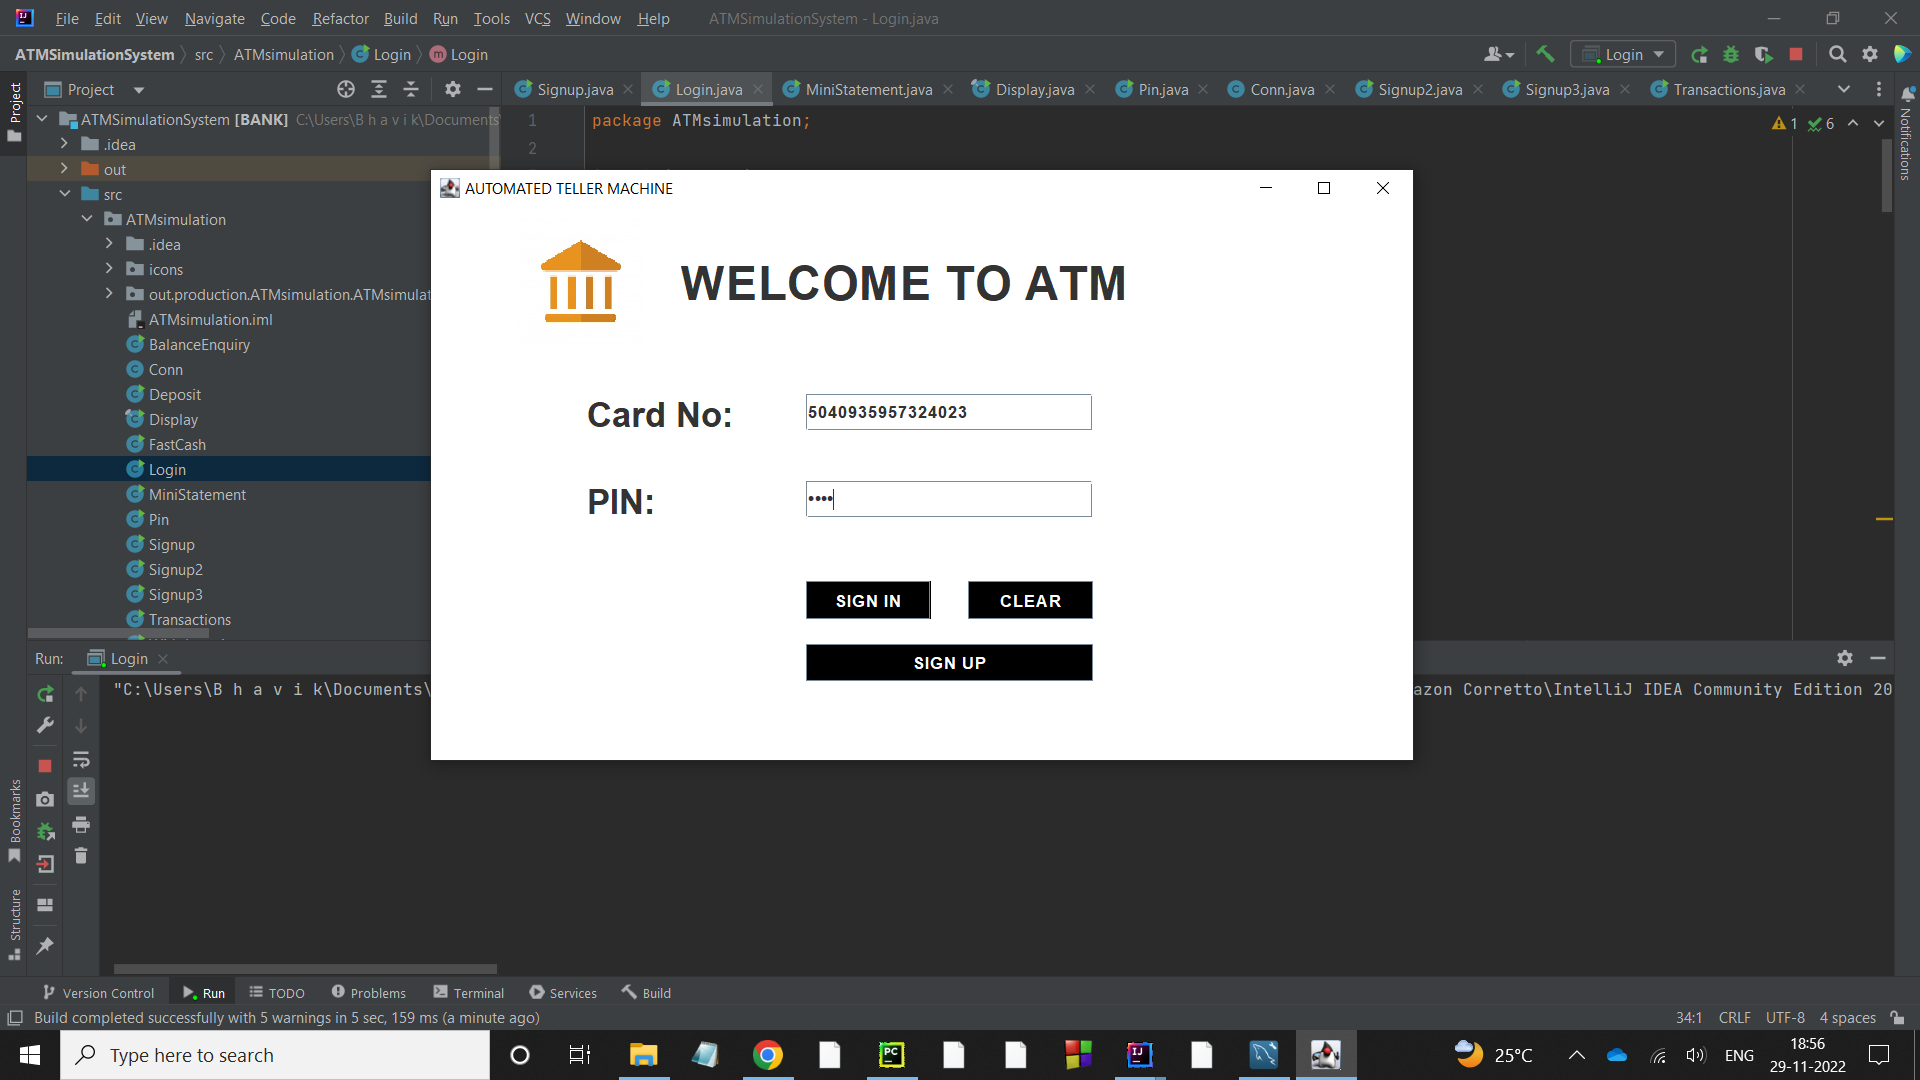 File Edit View Navigate Code Refactor Build Run Tools VCS Window Help ATMSimulationSystem - Login.java
ATMSimulationSystem src ATMsimulation Login Login
Login
Project
Signup.java Login.java MiniStatement.java Display.java Pin.java Conn.java Signup2.java Signup3.java Transactions.java
Project
Notifications
ATMSimulationSystem [BANK] C:\Users\B h a v i k\Documents
.idea
out
src
ATMsimulation
.idea
icons
out.production.ATMsimulation.ATMsimulat
ATMsimulation.iml
BalanceEnquiry
Conn
Deposit
Display
FastCash
Login
MiniStatement
Pin
Signup
Signup2
Signup3
Transactions
1 package ATMsimulation;
2
1 6
AUTOMATED TELLER MACHINE
WELCOME TO ATM
Card No: 5040935957324023
PIN: ••••
SIGN IN CLEAR
SIGN UP
Run: Login
"C:\Users\B h a v i k\Documents\
azon Corretto\IntelliJ IDEA Community Edition 20
Bookmarks
Structure
Version Control Run TODO Problems Terminal Services Build
Build completed successfully with 5 warnings in 5 sec, 159 ms (a minute ago)
34:1 CRLF UTF-8 4 spaces
Type here to search
25°C
ENG
18:56
29-11-2022